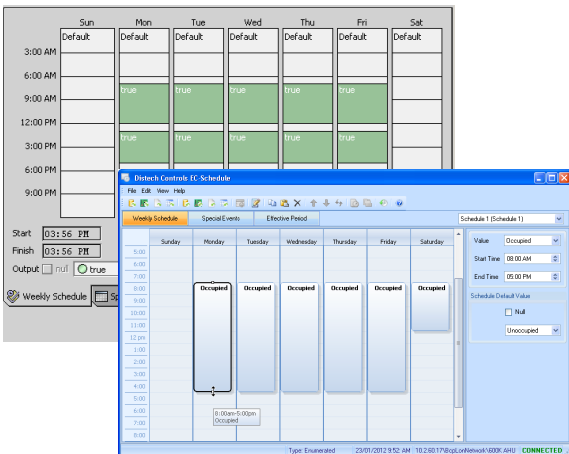 Sun Mon Tue Wed Thu Fri Sat
Default Default Default Default Default Default Default
3:00 AM
6:00 AM
9:00 AM true true true true true
12:00 PM
3:00 PM true true true true true
6:00 PM
9:00 PM
Start 03:56 PM
Finish 03:56 PM
Output null true
Weekly Schedule
Distech Controls EC-Schedule
File Edit View Help
Weekly Schedule Special Events Effective Period Schedule 1 (Schedule 1)
Sunday Monday Tuesday Wednesday Thursday Friday Saturday
5:00
6:00
7:00
8:00 Occupied Occupied Occupied Occupied Occupied Occupied
9:00
10:00
11:00
12 pm
1:00
2:00
3:00
4:00
5:00
6:00
7:00
8:00
8:00am-5:00pm
Occupied
Value Occupied
Start Time 08:00 AM
End Time 05:00 PM
Schedule Default Value
Null
Unoccupied
Type: Enumerated 23/01/2012 9:52 AM 10.2.60.17\BcpLonNetwork\600K AHU CONNECTED